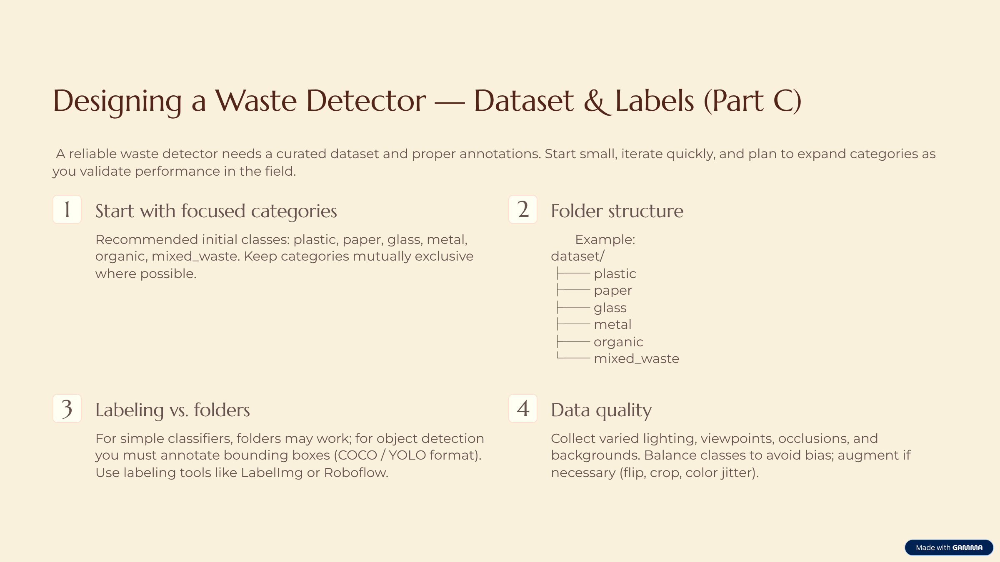 Designing a Waste Detector — Dataset & Labels (Part C)
A reliable waste detector needs a curated dataset and proper annotations. Start small, iterate quickly, and plan to expand categories as
you validate performance in the field.
1
Start with focused categories
Recommended initial classes: plastic, paper, glass, metal,
organic, mixed_waste. Keep categories mutually exclusive
where possible.
2
Folder structure
Example:
dataset/
├── plastic
├── paper
├── glass
├── metal
├── organic
└── mixed_waste
3
Labeling vs. folders
For simple classifiers, folders may work; for object detection
you must annotate bounding boxes (COCO / YOLO format).
Use labeling tools like LabelImg or Roboflow.
4
Data quality
Collect varied lighting, viewpoints, occlusions, and
backgrounds. Balance classes to avoid bias; augment if
necessary (flip, crop, color jitter).
Made with GAMMA